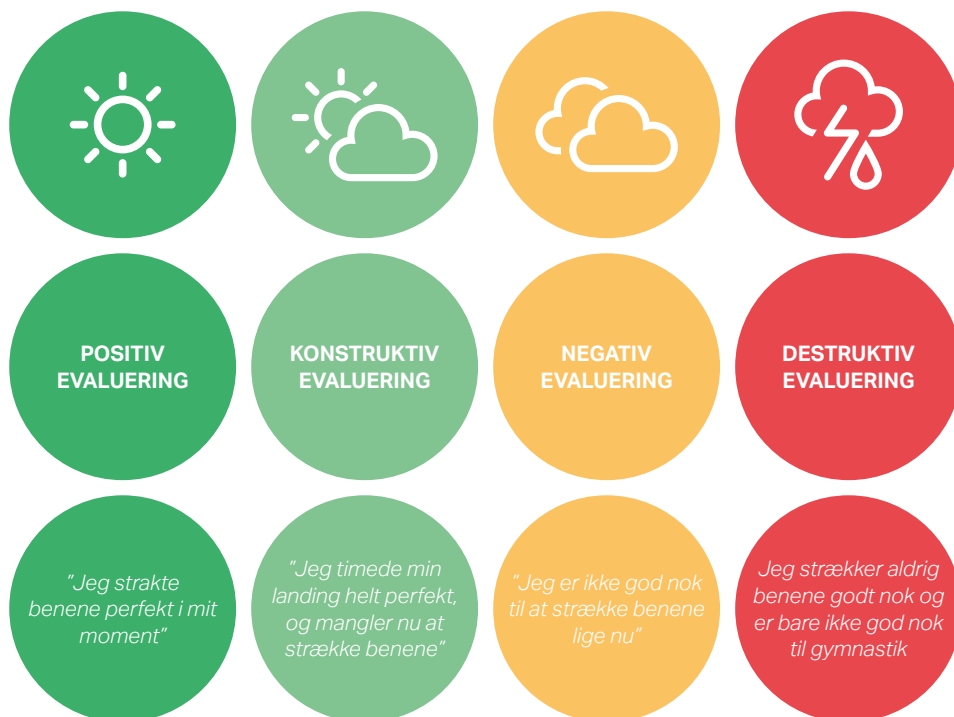 POSITIV
EVALUERING
KONSTRUKTIV
EVALUERING
NEGATIV
EVALUERING
DESTRUKTIV
EVALUERING
"Jeg strakte
benene perfekt i mit
moment"
"Jeg timede min
landing helt perfekt,
og mangler nu at
strække benene"
"Jeg er ikke god nok
til at strække benene
lige nu"
Jeg strækker aldrig
benene godt nok og
er bare ikke god nok
til gymnastik